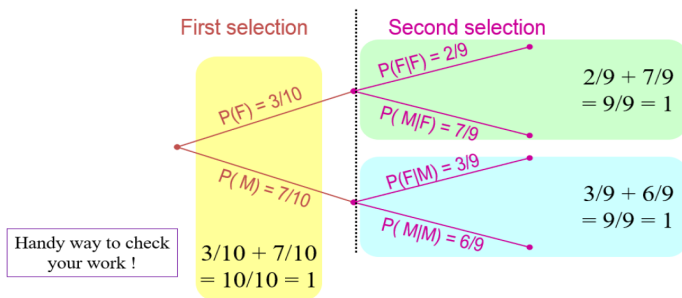 First selection
Second selection
P(F) = 3/10
P( M) = 7/10
3/10 + 7/10
= 10/10 = 1
P(F|F) = 2/9
P( M|F) = 7/9
2/9 + 7/9
= 9/9 = 1
P(F|M) = 3/9
P( M|M) = 6/9
3/9 + 6/9
= 9/9 = 1
Handy way to check
your work !